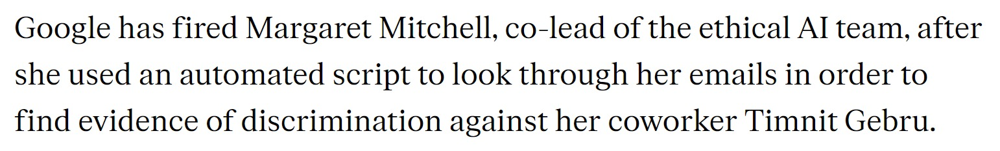 Google has fired Margaret Mitchell, co-lead of the ethical AI team, after
she used an automated script to look through her emails in order to
find evidence of discrimination against her coworker Timnit Gebru.